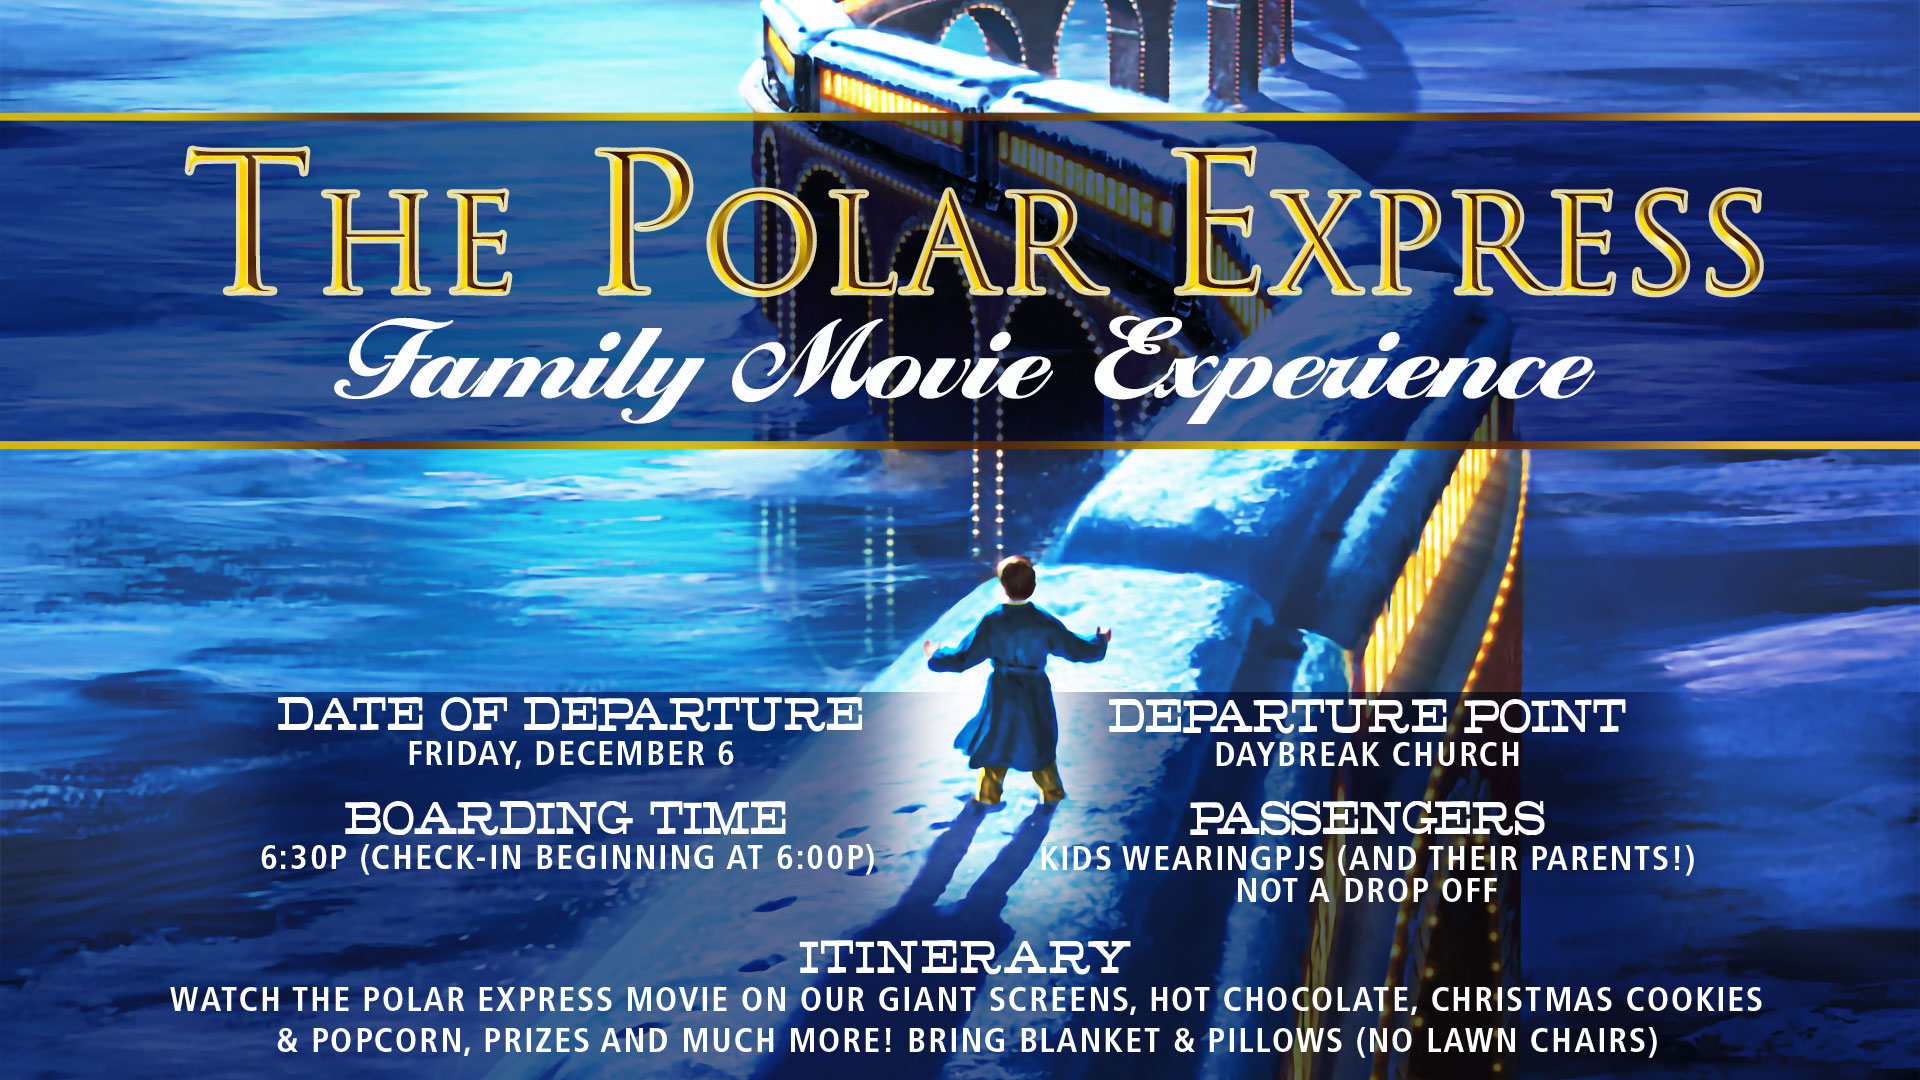 THE POLAR EXPRESS
Family Movie Experience
DATE OF DEPARTURE
FRIDAY, DECEMBER 6
DEPARTURE POINT
DAYBREAK CHURCH
BOARDING TIME
6:30P (CHECK-IN BEGINNING AT 6:00P)
PASSENGERS
KIDS WEARINGPJS (AND THEIR PARENTS!)
NOT A DROP OFF
ITINERARY
WATCH THE POLAR EXPRESS MOVIE ON OUR GIANT SCREENS, HOT CHOCOLATE, CHRISTMAS COOKIES
& POPCORN, PRIZES AND MUCH MORE! BRING BLANKET & PILLOWS (NO LAWN CHAIRS)